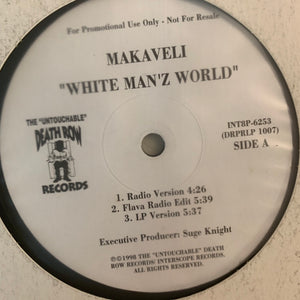 For Promotional Use Only - Not For Resale
MAKAVELI
"WHITE MAN'Z WORLD"
THE "UNTOUCHABLE"
DEATH ROW
RECORDS
INT8P-6253
(DRPRLP 1007)
SIDE A
1. Radio Version 4:26
2. Flava Radio Edit 5:39
3. LP Version 5:37
Executive Producer: Suge Knight
©1998 THE "UNTOUCHABLE" DEATH
ROW RECORDS/ INTERSCOPE RECORDS.
ALL RIGHTS RESERVED.